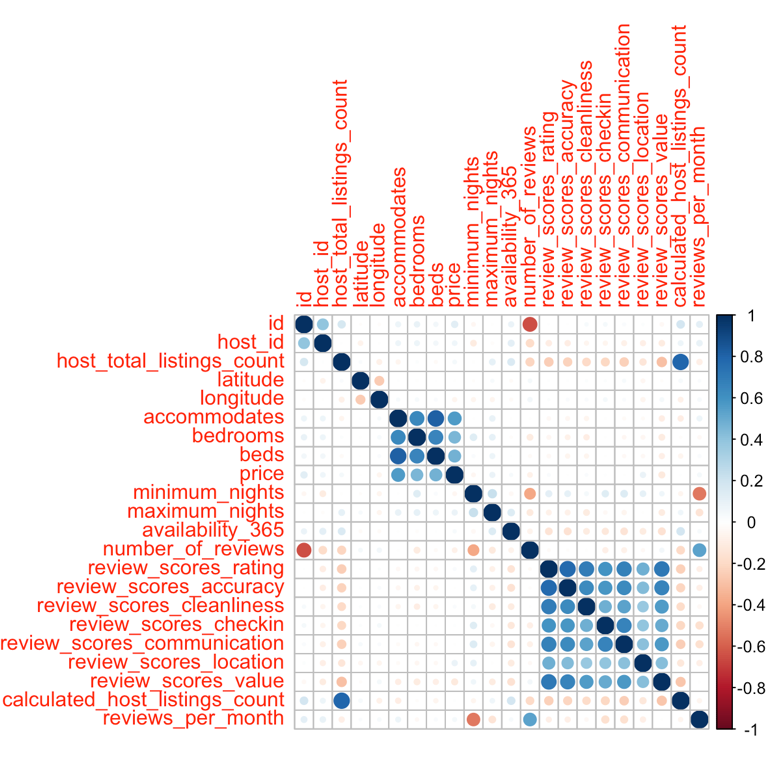 id
host_id
host_total_listings_count
latitude
longitude
accommodates
bedrooms
beds
price
minimum_nights
maximum_nights
availability_365
number_of_reviews
review_scores_rating
review_scores_accuracy
review_scores_cleanliness
review_scores_checkin
review_scores_communication
review_scores_location
review_scores_value
calculated_host_listings_count
reviews_per_month
id
host_id
host_total_listings_count
latitude
longitude
accommodates
bedrooms
beds
price
minimum_nights
maximum_nights
availability_365
number_of_reviews
review_scores_rating
review_scores_accuracy
review_scores_cleanliness
review_scores_checkin
review_scores_communication
review_scores_location
review_scores_value
calculated_host_listings_count
reviews_per_month
1
0.8
0.6
0.4
0.2
0
-0.2
-0.4
-0.6
-0.8
-1